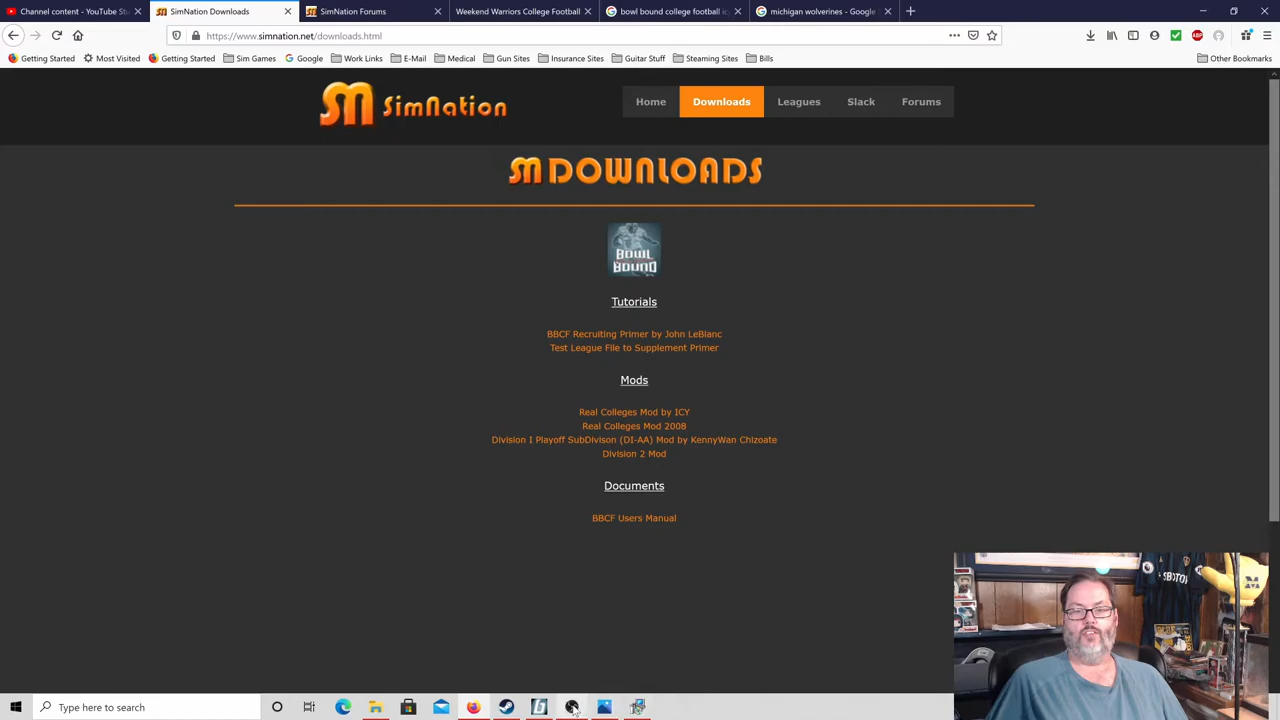 Channel content - YouTube Stu
SimNation Downloads
SimNation Forums
Weekend Warriors College Football
bowl bound college football ic
michigan wolverines - Google
https://www.simnation.net/downloads.html
Getting Started
Most Visited
Getting Started
Sim Games
Google
Work Links
E-Mail
Medical
Gun Sites
Insurance Sites
Guitar Stuff
Steaming Sites
Bills
Other Bookmarks
SM SimNation
Home
Downloads
Leagues
Slack
Forums
SM DOWNLOADS
BOWL
BOUND
Tutorials
BBCF Recruiting Primer by John LeBlanc
Test League File to Supplement Primer
Mods
Real Colleges Mod by ICY
Real Colleges Mod 2008
Division I Playoff SubDivison (DI-AA) Mod by KennyWan Chizoate
Division 2 Mod
Documents
BBCF Users Manual
Type here to search